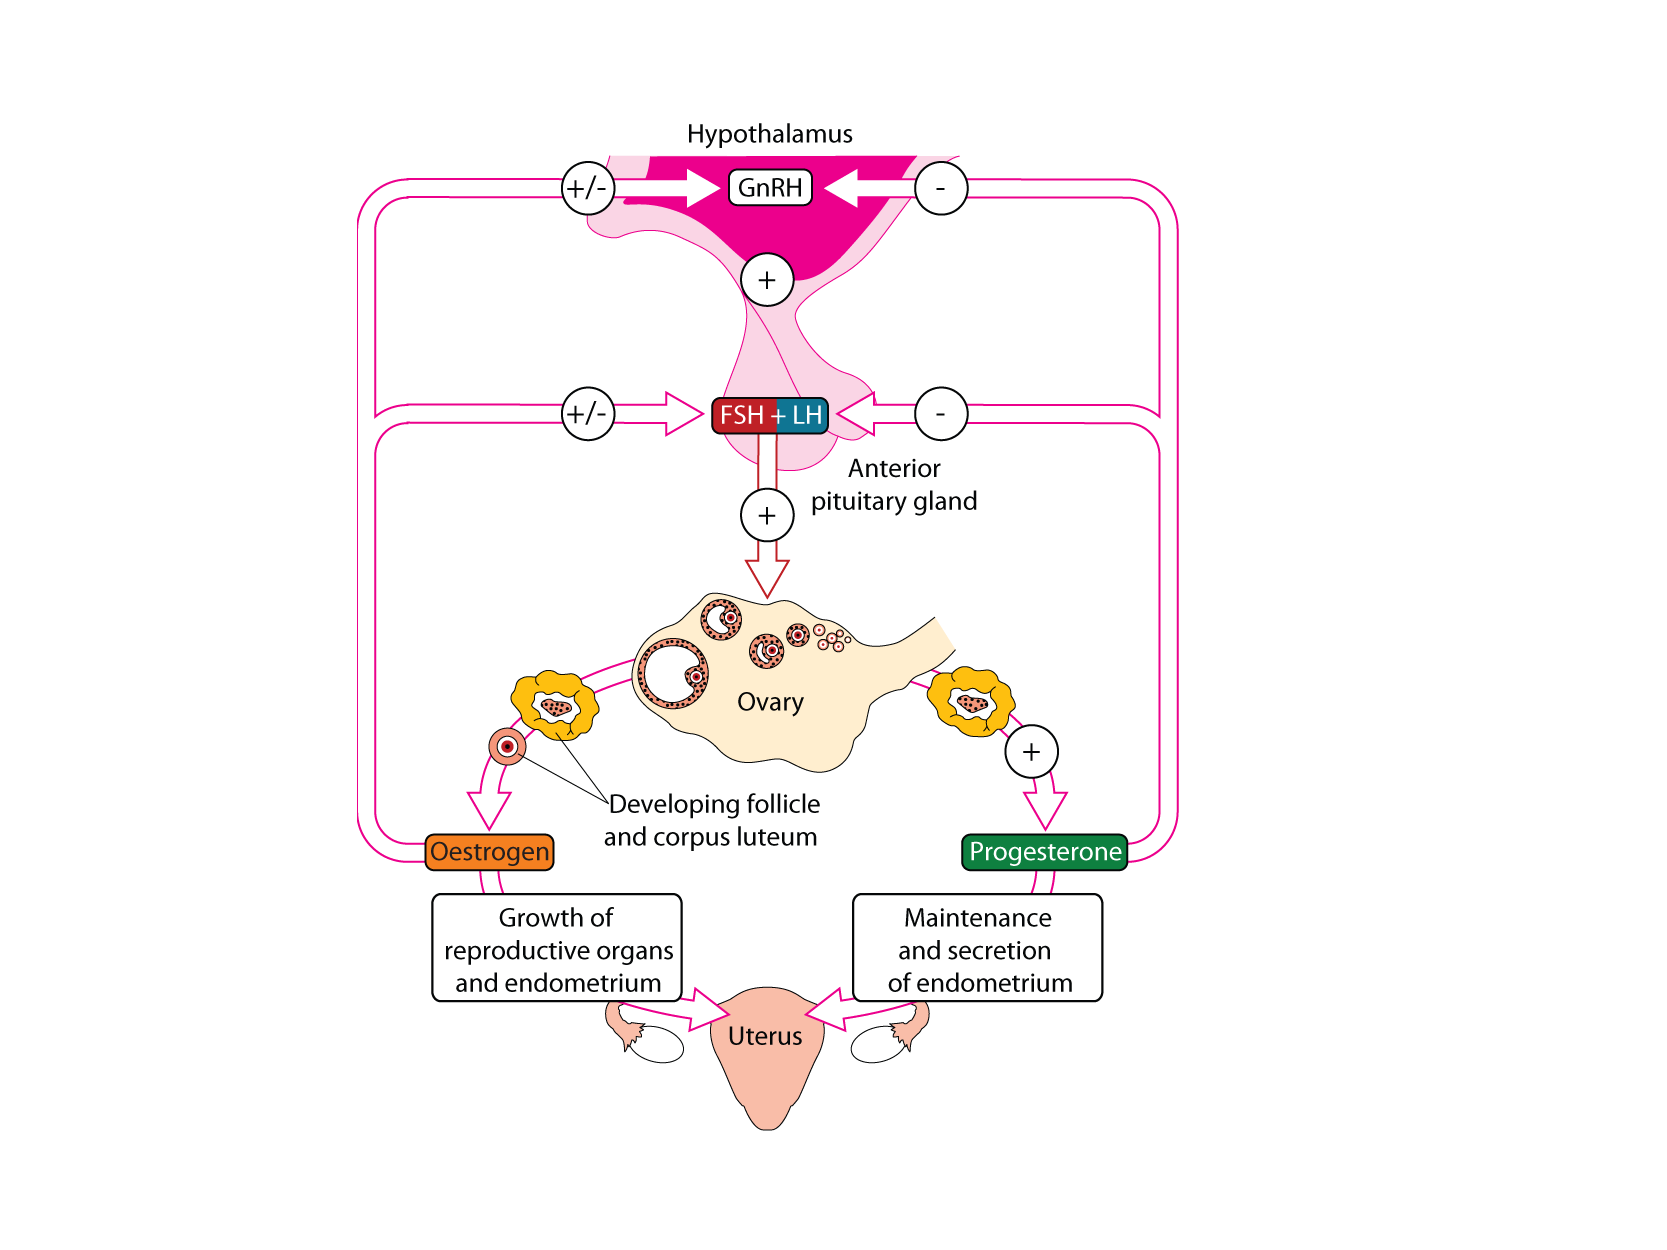 Hypothalamus
+/-
GnRH
-
+
+/-
FSH + LH
-
Anterior
pituitary gland
+
Ovary
+
Developing follicle
and corpus luteum
Oestrogen
Progesterone
Growth of
reproductive organs
and endometrium
Maintenance
and secretion
of endometrium
Uterus